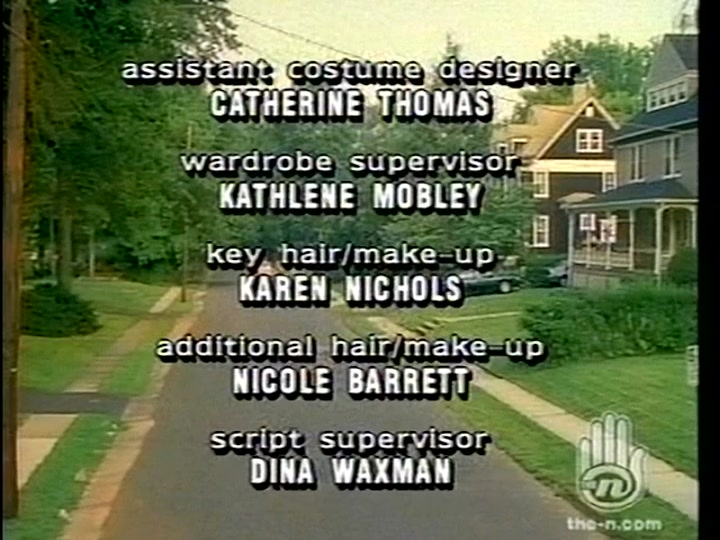 assistant costume designer
CATHERINE THOMAS
wardrobe supervisor
KATHLENE MOBLEY
key hair/make-up
KAREN NICHOLS
additional hair/make-up
NICOLE BARRETT
script supervisor
DINA WAXMAN
n
the-n.com